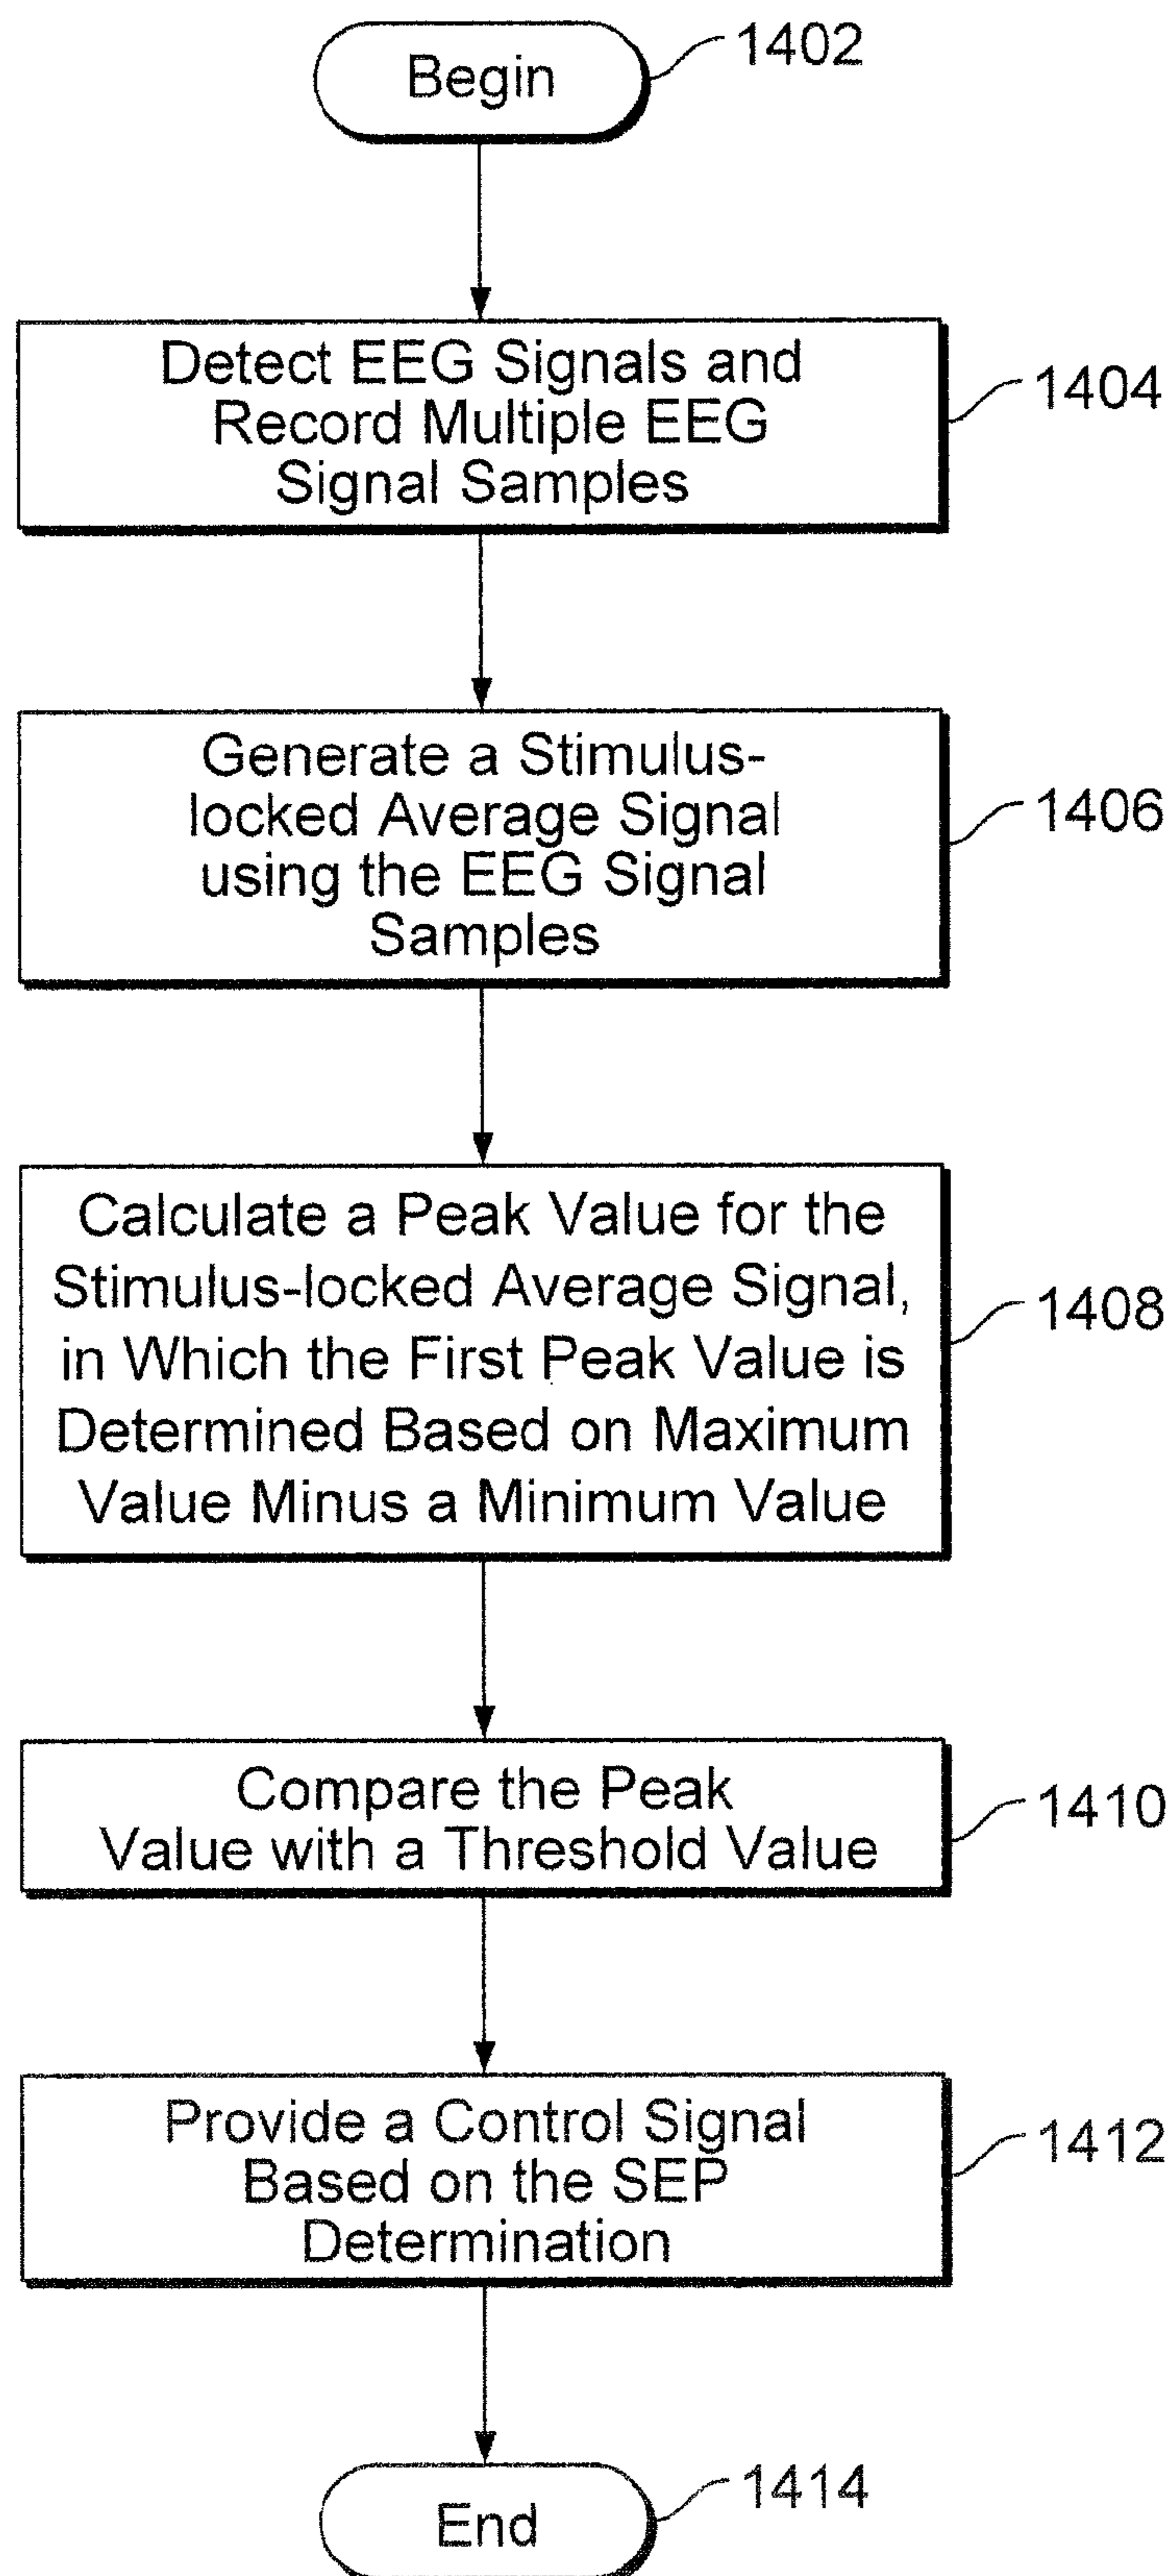 Begin
1402
Detect EEG Signals and
Record Multiple EEG
Signal Samples
1404
Generate a Stimulus-
locked Average Signal
using the EEG Signal
Samples
1406
Calculate a Peak Value for the
Stimulus-locked Average Signal,
in Which the First Peak Value is
Determined Based on Maximum
Value Minus a Minimum Value
1408
Compare the Peak
Value with a Threshold Value
1410
Provide a Control Signal
Based on the SEP
Determination
1412
End
1414